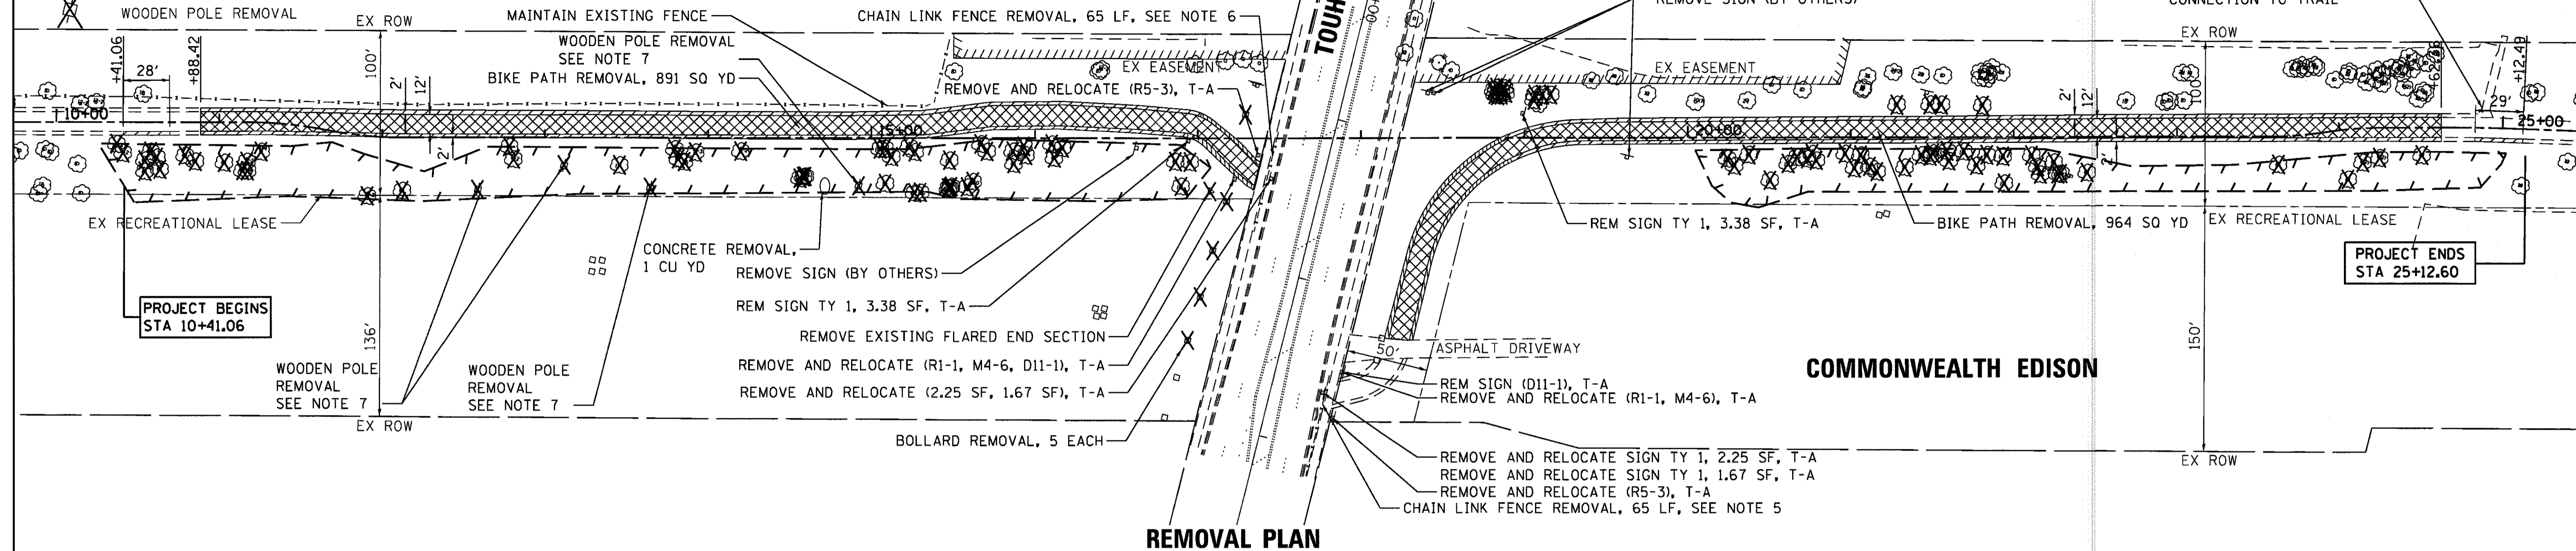 WOODEN POLE REMOVAL
EX ROW
MAINTAIN EXISTING FENCE
CHAIN LINK FENCE REMOVAL, 65 LF, SEE NOTE 6
TOUH
00+
REMOVE SIGN (BY OTHERS)
CONNECTION TO TRAIL
EX ROW
WOODEN POLE REMOVAL
SEE NOTE 7
BIKE PATH REMOVAL, 891 SQ YD
EX EASEMENT
REMOVE AND RELOCATE (R5-3), T-A
EX EASEMENT
+41.06
28'
+88.42
100'
2'
12'
2'
100'
2'
12'
2'
29'
+12.49
10+00
15+00
20+00
25+00
EX RECREATIONAL LEASE
CONCRETE REMOVAL,
1 CU YD
REMOVE SIGN (BY OTHERS)
REM SIGN TY 1, 3.38 SF, T-A
REM SIGN TY 1, 3.38 SF, T-A
BIKE PATH REMOVAL, 964 SQ YD
EX RECREATIONAL LEASE
PROJECT BEGINS
STA 10+41.06
PROJECT ENDS
STA 25+12.60
136'
150'
REMOVE EXISTING FLARED END SECTION
REMOVE AND RELOCATE (R1-1, M4-6, D11-1), T-A
REMOVE AND RELOCATE (2.25 SF, 1.67 SF), T-A
BOLLARD REMOVAL, 5 EACH
WOODEN POLE
REMOVAL
SEE NOTE 7
WOODEN POLE
REMOVAL
SEE NOTE 7
EX ROW
50'
ASPHALT DRIVEWAY
REM SIGN (D11-1), T-A
REMOVE AND RELOCATE (R1-1, M4-6), T-A
COMMONWEALTH EDISON
REMOVE AND RELOCATE SIGN TY 1, 2.25 SF, T-A
REMOVE AND RELOCATE SIGN TY 1, 1.67 SF, T-A
REMOVE AND RELOCATE (R5-3), T-A
CHAIN LINK FENCE REMOVAL, 65 LF, SEE NOTE 5
EX ROW
REMOVAL PLAN